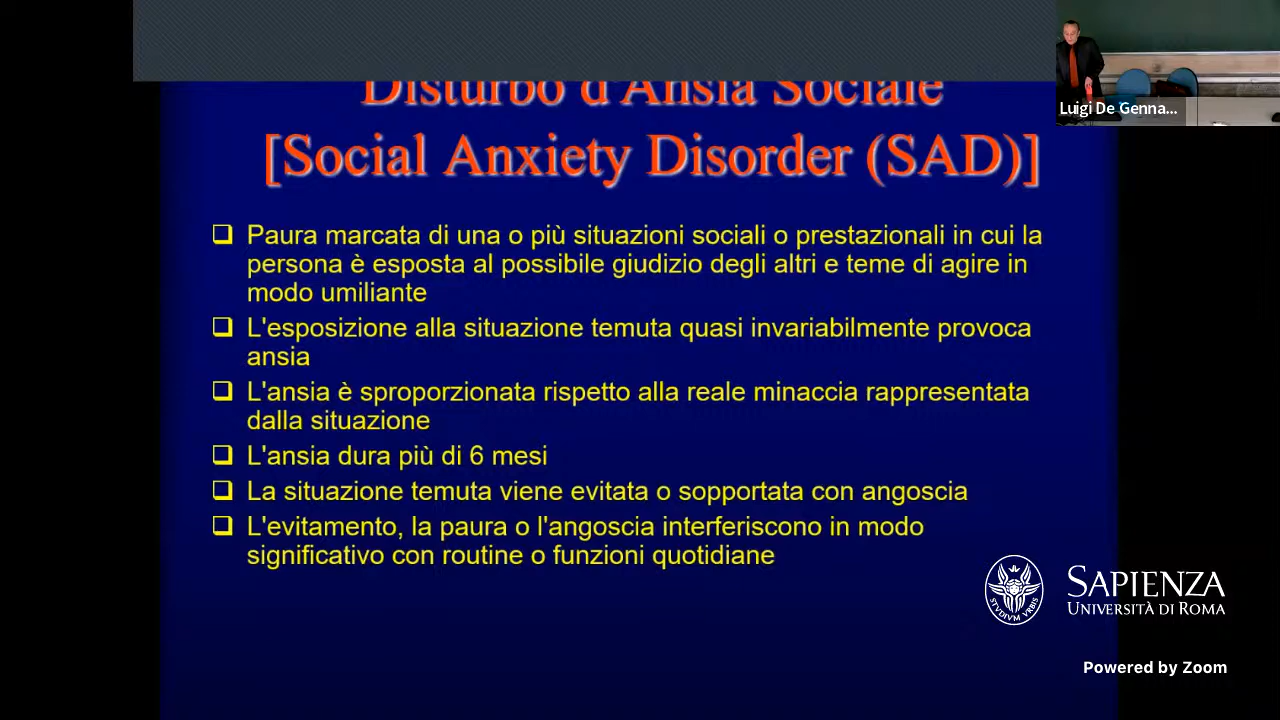 Disturbo d'Ansia Sociale
[Social Anxiety Disorder (SAD)]
Luigi De Genna...
Paura marcata di una o più situazioni sociali o prestazionali in cui la
persona è esposta al possibile giudizio degli altri e teme di agire in
modo umiliante
L'esposizione alla situazione temuta quasi invariabilmente provoca
ansia
L'ansia è sproporzionata rispetto alla reale minaccia rappresentata
dalla situazione
L'ansia dura più di 6 mesi
La situazione temuta viene evitata o sopportata con angoscia
L'evitamento, la paura o l'angoscia interferiscono in modo
significativo con routine o funzioni quotidiane
STVDIVM VRBIS
SAPIENZA
UNIVERSITÀ DI ROMA
Powered by Zoom